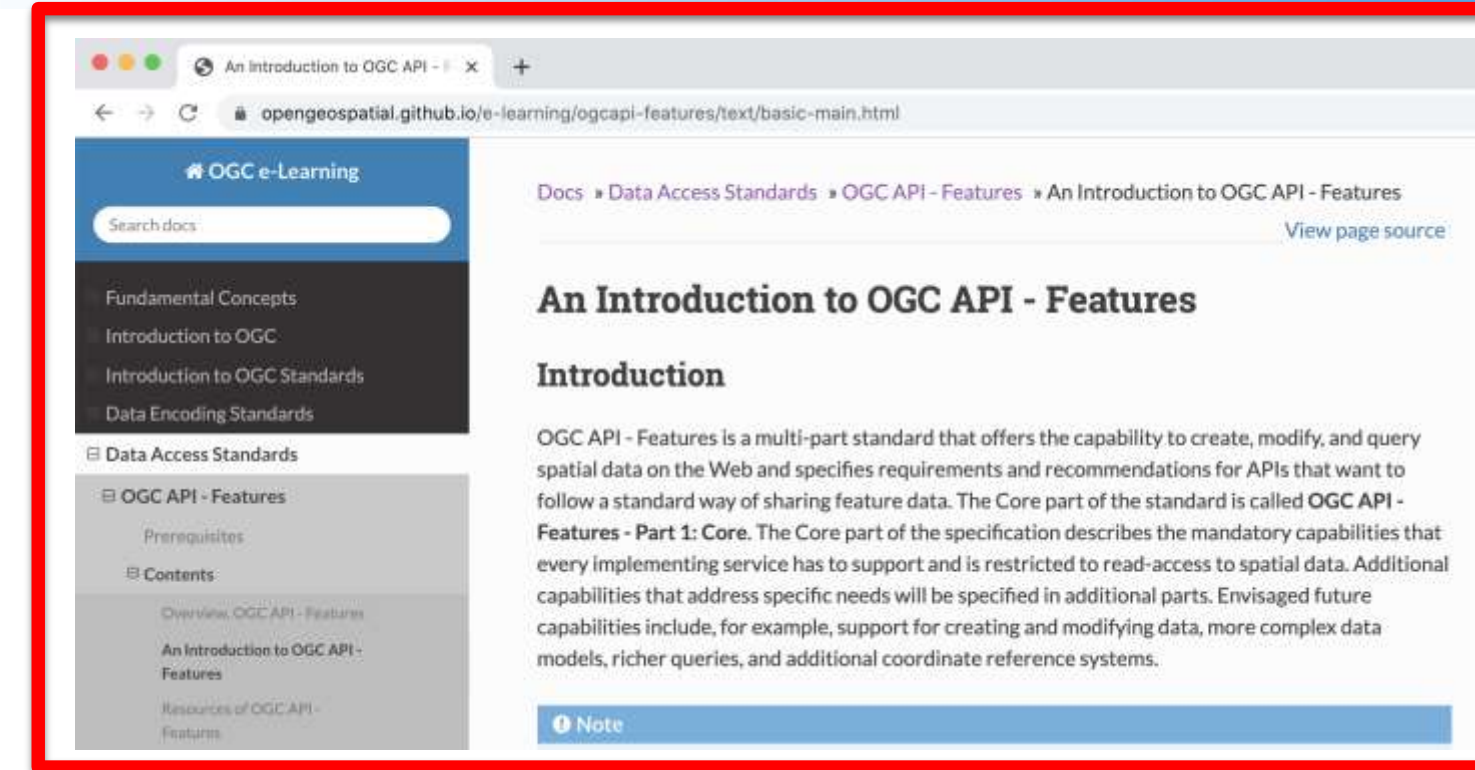 An Introduction to OGC API - F
opengeospatial.github.io/e-learning/ogcapi-features/text/basic-main.html
OGC e-Learning
Search docs
Fundamental Concepts
Introduction to OGC
Introduction to OGC Standards
Data Encoding Standards
Data Access Standards
OGC API - Features
Prerequisites
Contents
Overview OGC API - Features
An Introduction to OGC API -
Features
Resources of OGC API -
Features
Docs » Data Access Standards » OGC API - Features » An Introduction to OGC API - Features
View page source
An Introduction to OGC API - Features
Introduction
OGC API - Features is a multi-part standard that offers the capability to create, modify, and query
spatial data on the Web and specifies requirements and recommendations for APIs that want to
follow a standard way of sharing feature data. The Core part of the standard is called OGC API -
Features - Part 1: Core. The Core part of the specification describes the mandatory capabilities that
every implementing service has to support and is restricted to read-access to spatial data. Additional
capabilities that address specific needs will be specified in additional parts. Envisaged future
capabilities include, for example, support for creating and modifying data, more complex data
models, richer queries, and additional coordinate reference systems.
Note